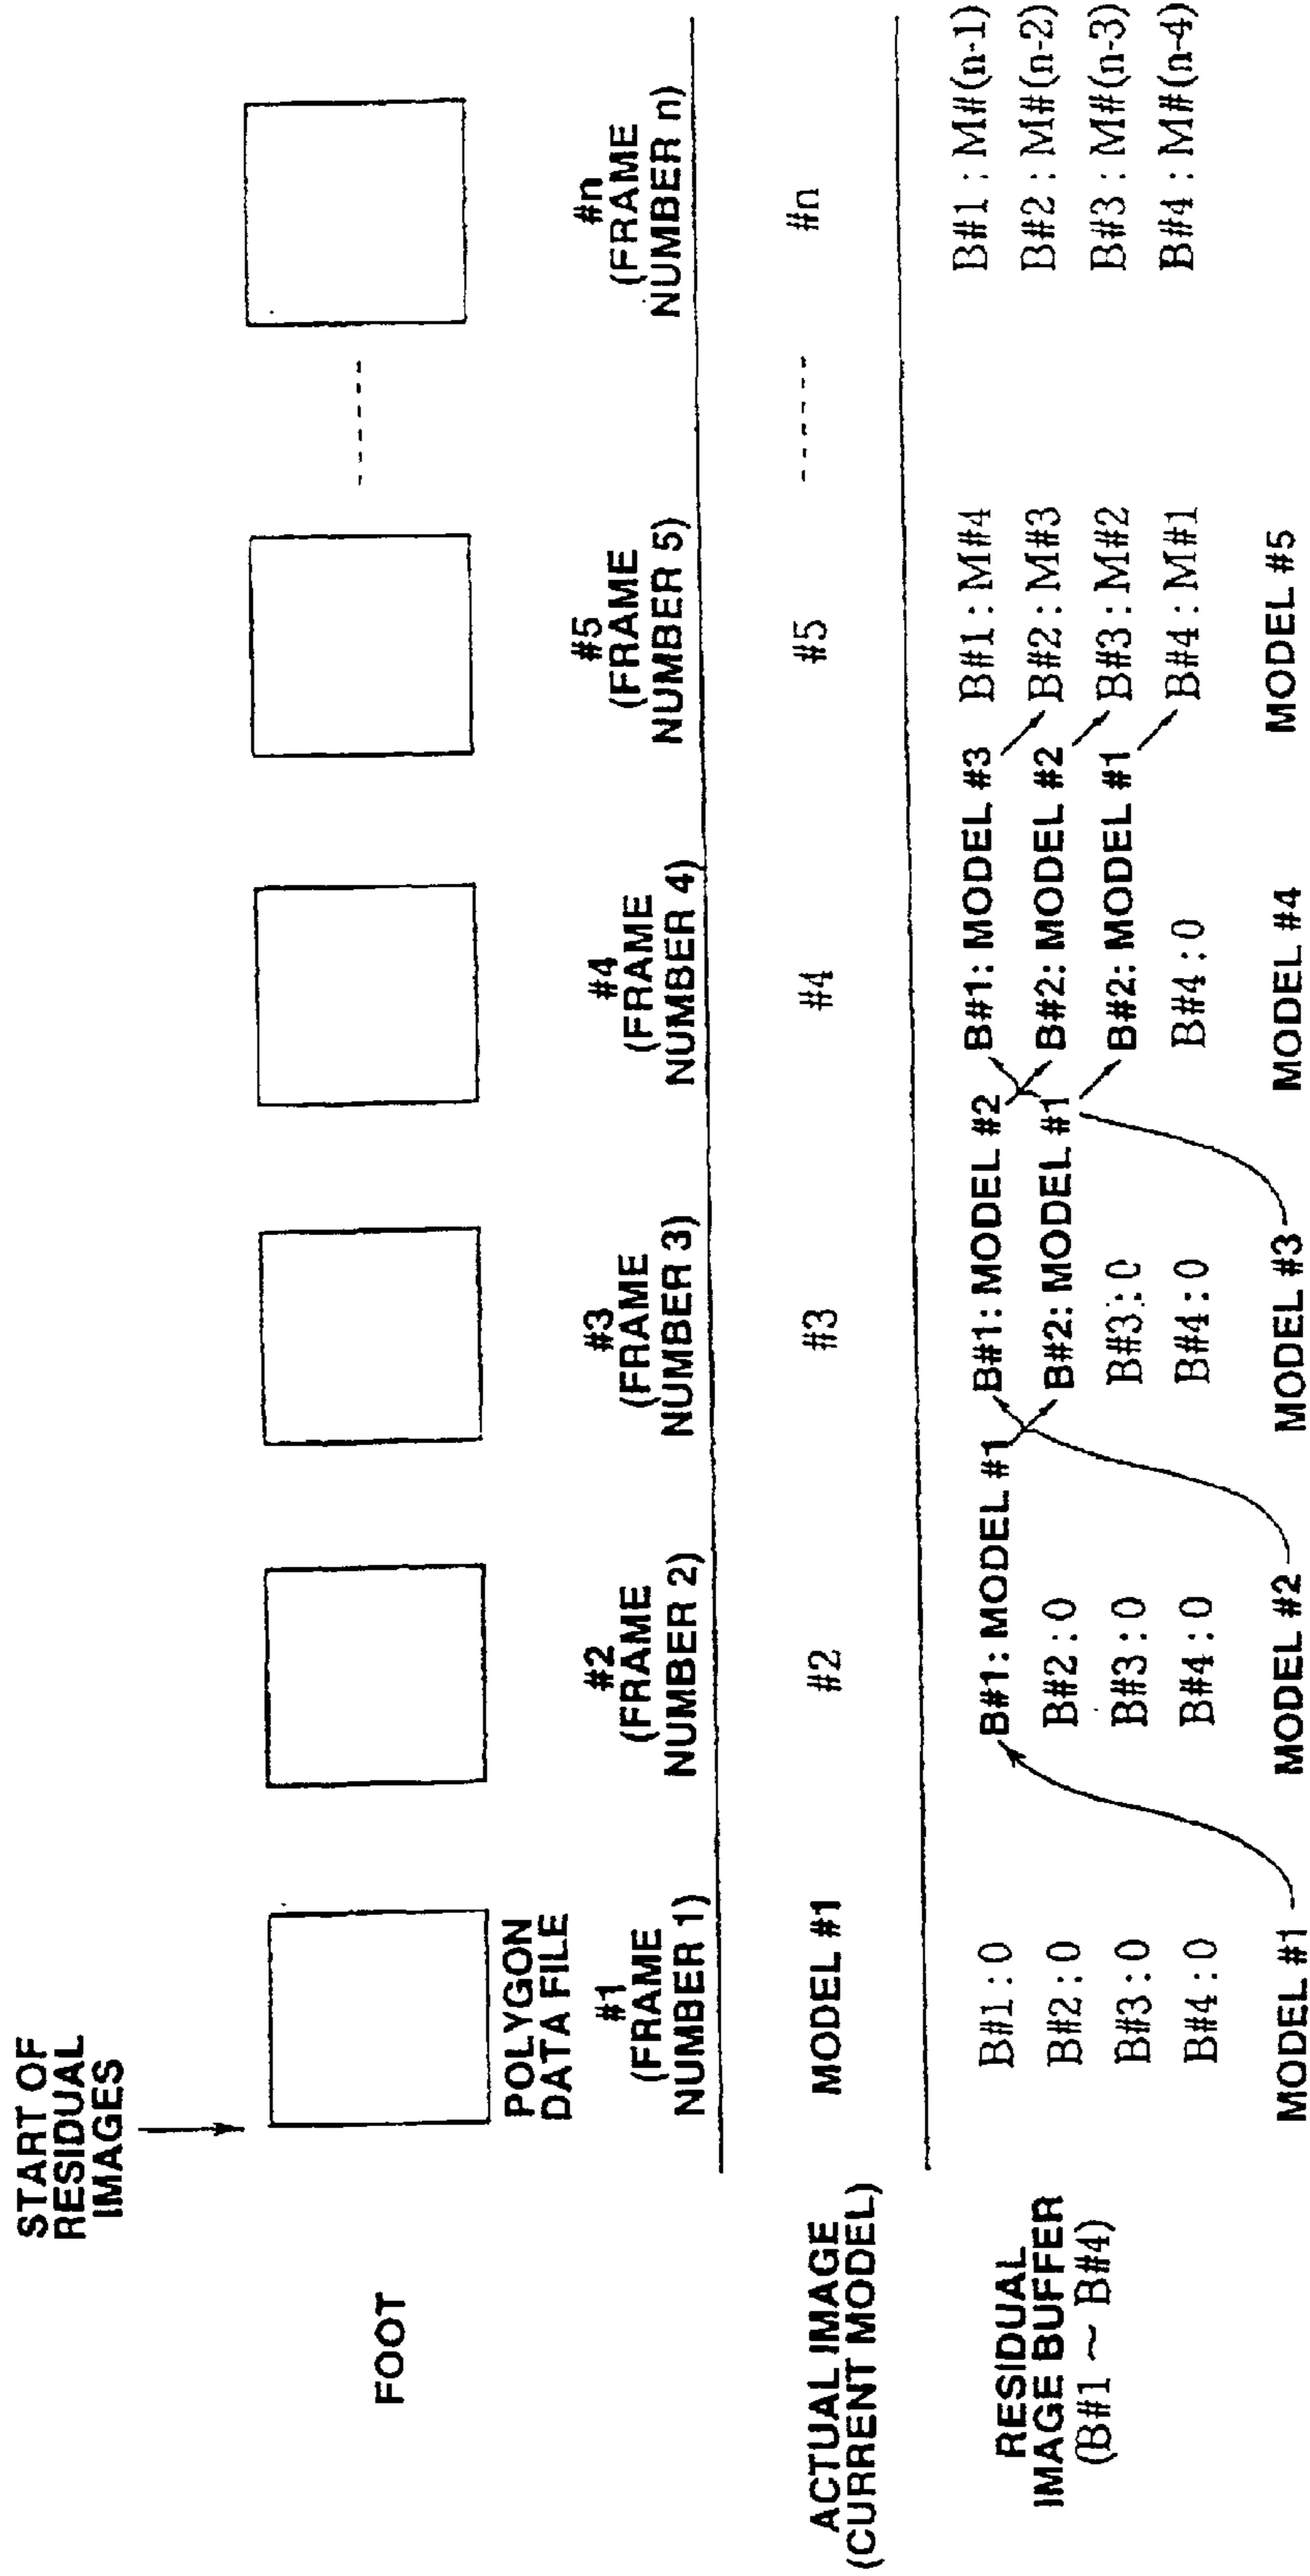 START OF
RESIDUAL
IMAGES
FOOT
POLYGON
DATA FILE
#1
(FRAME
NUMBER 1)
#2
(FRAME
NUMBER 2)
#3
(FRAME
NUMBER 3)
#4
(FRAME
NUMBER 4)
#5
(FRAME
NUMBER 5)
#n
(FRAME
NUMBER n)
ACTUAL IMAGE
(CURRENT MODEL)
MODEL #1
#2
#3
#4
#5
#n
RESIDUAL
IMAGE BUFFER
(B#1 ~ B#4)
B#1:0
B#2:0
B#3:0
B#4:0
MODEL #1
B#1: MODEL #1
B#2:0
B#3:0
B#4:0
MODEL #2
B#1: MODEL #2
B#2: MODEL #1
B#3:0
B#4:0
MODEL #3
B#1: MODEL #3
B#2: MODEL #2
B#2: MODEL #1
B#4:0
MODEL #4
B#1:M#4
B#2:M#3
B#3:M#2
B#4:M#1
MODEL #5
B#1:M#(n-1)
B#2:M#(n-2)
B#3:M#(n-3)
B#4:M#(n-4)